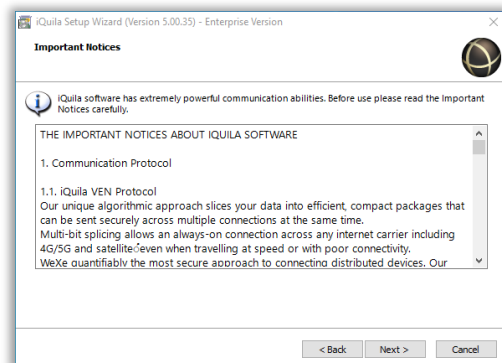 iQuila Setup Wizard (Version 5.00.35) - Enterprise Version
Important Notices
iQuila software has extremely powerful communication abilities. Before use please read the Important
Notices carefully.
THE IMPORTANT NOTICES ABOUT IQUILA SOFTWARE
1. Communication Protocol
1.1. iQuila VEN Protocol
Our unique algorithmic approach slices your data into efficient, compact packages that
can be sent securely across multiple connections at the same time.
Multi-bit splicing allows an always-on connection across any internet carrier including
4G/5G and satelliteóeven when travelling at speed or with poor connectivity.
WeXe quantifiably the most secure approach to connecting distributed devices. Our
< Back
Next >
Cancel